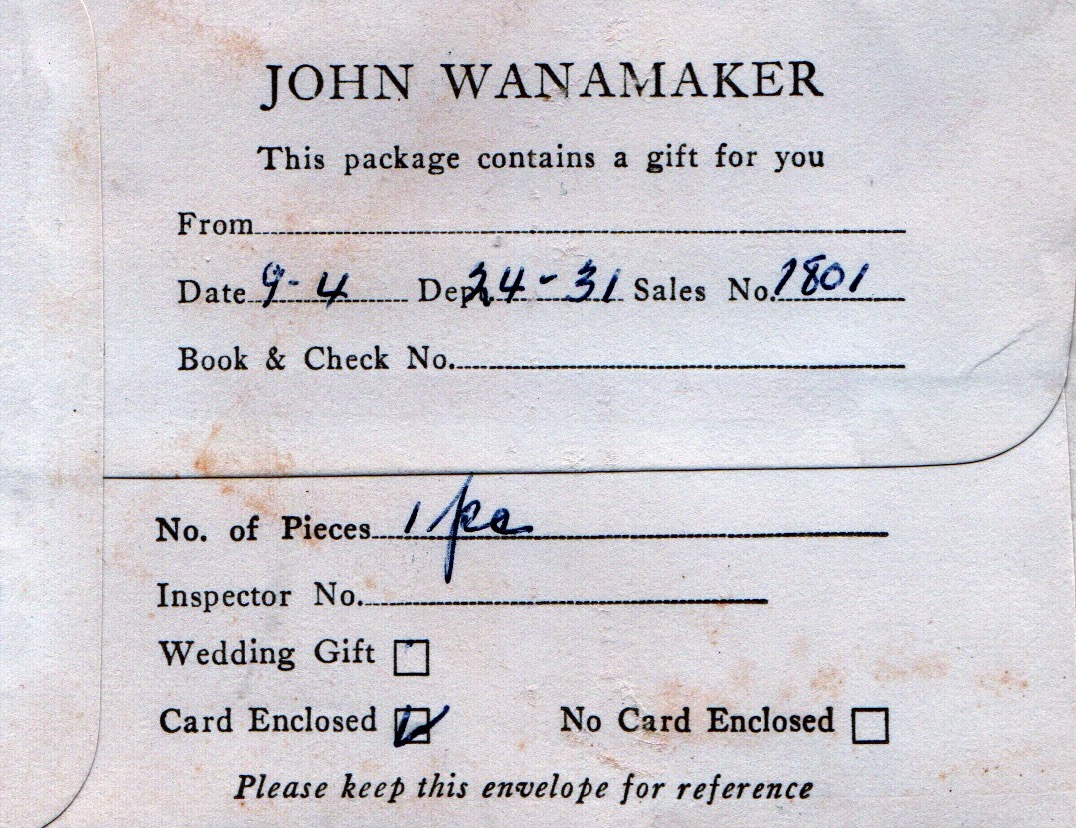 JOHN WANAMAKER
This package contains a gift for you
From
Date 9-4 Dept. 24-31 Sales No. 1801
Book & Check No.
No. of Pieces 1 pc
Inspector No.
Wedding Gift
Card Enclosed No Card Enclosed
Please keep this envelope for reference